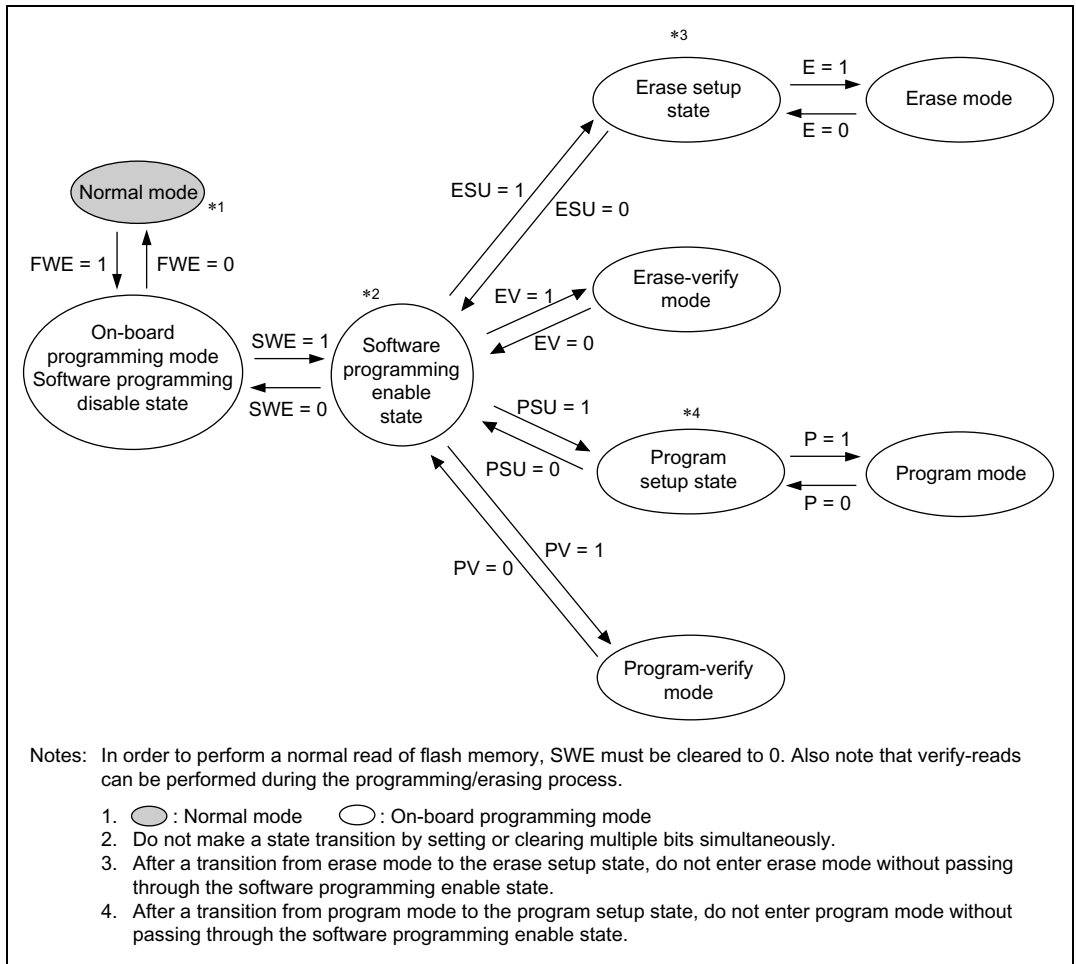 *3
Erase setup
state
E = 1
E = 0
Erase mode
Normal mode
*1
FWE = 1
FWE = 0
ESU = 1
ESU = 0
On-board
programming mode
Software programming
disable state
SWE = 1
SWE = 0
*2
Software
programming
enable
state
EV = 1
EV = 0
Erase-verify
mode
PSU = 1
PSU = 0
*4
Program
setup state
P = 1
P = 0
Program mode
PV = 1
PV = 0
Program-verify
mode
Notes: In order to perform a normal read of flash memory, SWE must be cleared to 0. Also note that verify-reads
can be performed during the programming/erasing process.
1. : Normal mode : On-board programming mode
2. Do not make a state transition by setting or clearing multiple bits simultaneously.
3. After a transition from erase mode to the erase setup state, do not enter erase mode without passing
through the software programming enable state.
4. After a transition from program mode to the program setup state, do not enter program mode without
passing through the software programming enable state.